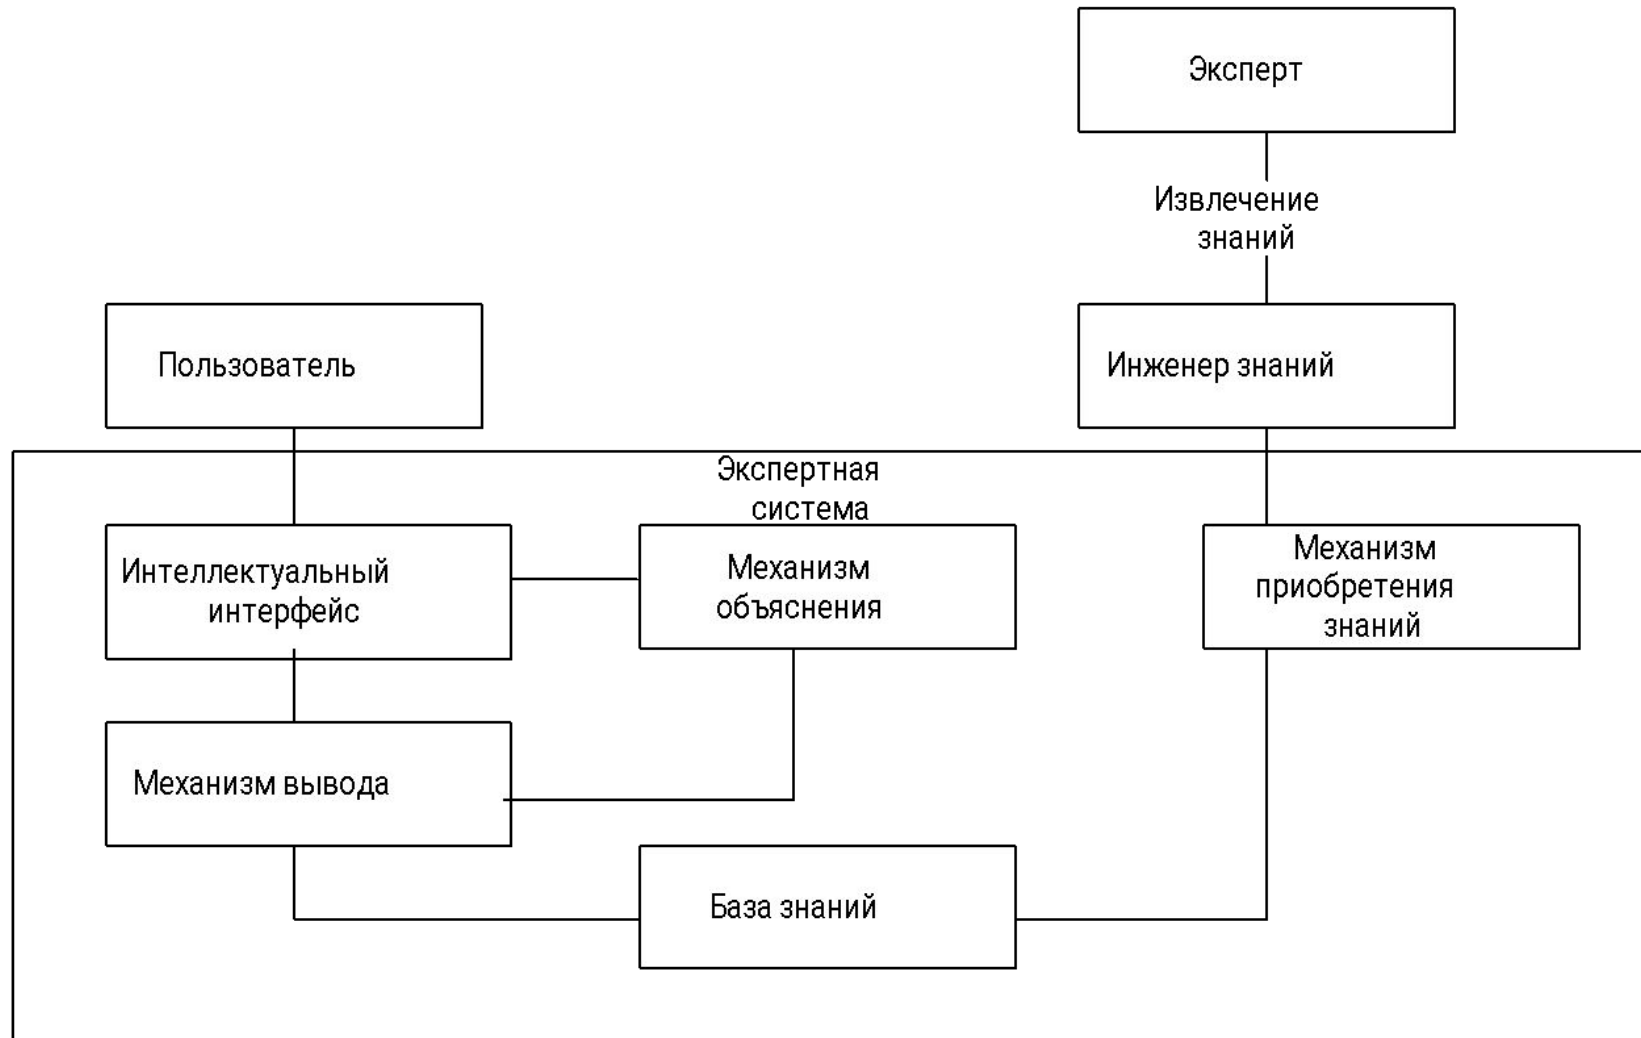 Эксперт
Извлечение
знаний
Пользователь
Инженер знаний
Экспертная
система
Интеллектуальный
интерфейс
Механизм
объяснения
Механизм
приобретения
знаний
Механизм вывода
База знаний